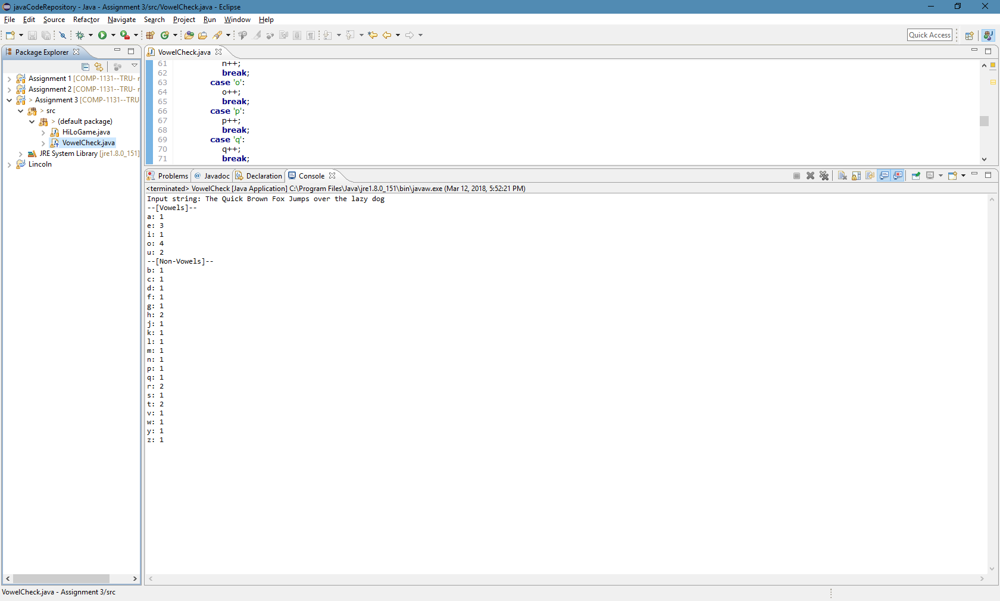 javaCodeRepository - Java - Assignment 3/src/VowelCheck.java - Eclipse
File Edit Source Refactor Navigate Search Project Run Window Help
Quick Access
Package Explorer
Assignment 1 [COMP-1131--TRU- r
Assignment 2 [COMP-1131--TRU- r
> Assignment 3 [COMP-1131--TRU
> src
> (default package)
HiLoGame.java
VowelCheck.java
JRE System Library [jre1.8.0_151]
Lincoln
VowelCheck.java
61 n++;
62 break;
63 case 'o':
64 o++;
65 break;
66 case 'p':
67 p++;
68 break;
69 case 'q':
70 q++;
71 break;
Problems @ Javadoc Declaration Console
<terminated> VowelCheck [Java Application] C:\Program Files\Java\jre1.8.0_151\bin\javaw.exe (Mar 12, 2018, 5:52:21 PM)
Input string: The Quick Brown Fox Jumps over the lazy dog
--[Vowels]--
a: 1
e: 3
i: 1
o: 4
u: 2
--[Non-Vowels]--
b: 1
c: 1
d: 1
f: 1
g: 1
h: 2
j: 1
k: 1
l: 1
m: 1
n: 1
p: 1
q: 1
r: 2
s: 1
t: 2
v: 1
w: 1
y: 1
z: 1
VowelCheck.java - Assignment 3/src